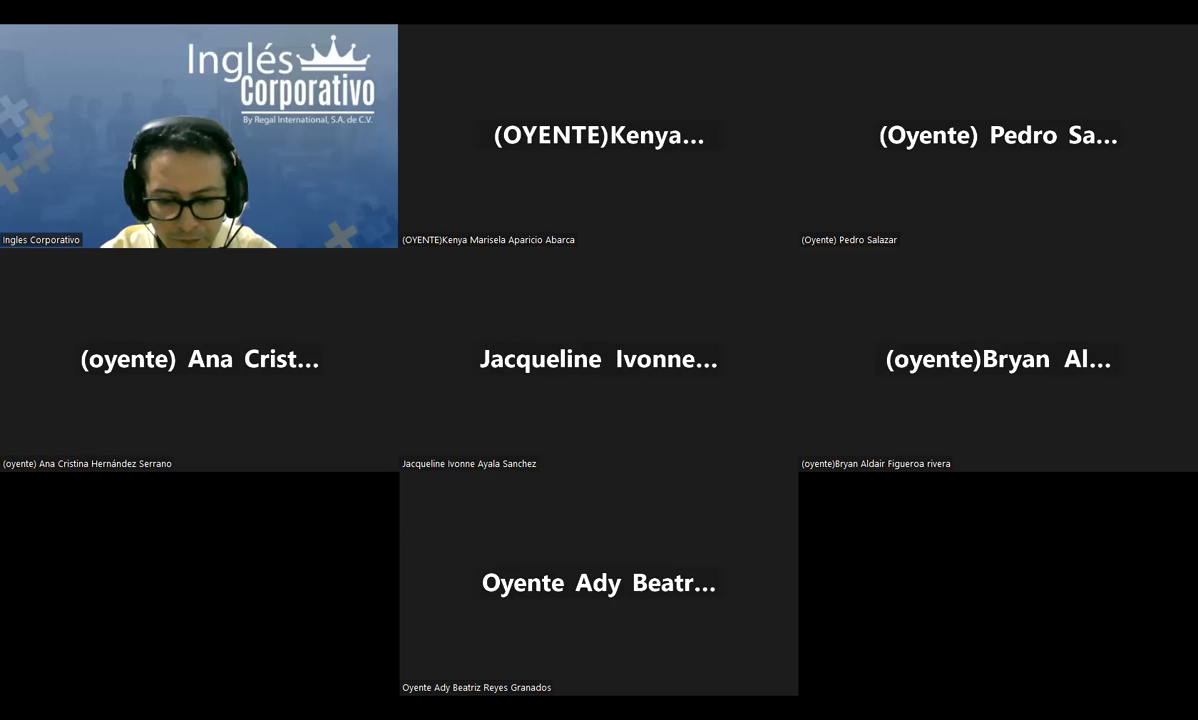 Inglés
Corporativo
By Regal International, S.A. de C.V.
Ingles Corporativo
(OYENTE)Kenya...
(OYENTE)Kenya Marisela Aparicio Abarca
(Oyente) Pedro Sa...
(Oyente) Pedro Salazar
(oyente) Ana Crist...
(oyente) Ana Cristina Hernández Serrano
Jacqueline Ivonne...
Jacqueline Ivonne Ayala Sanchez
(oyente)Bryan Al...
(oyente)Bryan Aldair Figueroa rivera
Oyente Ady Beatr...
Oyente Ady Beatriz Reyes Granados